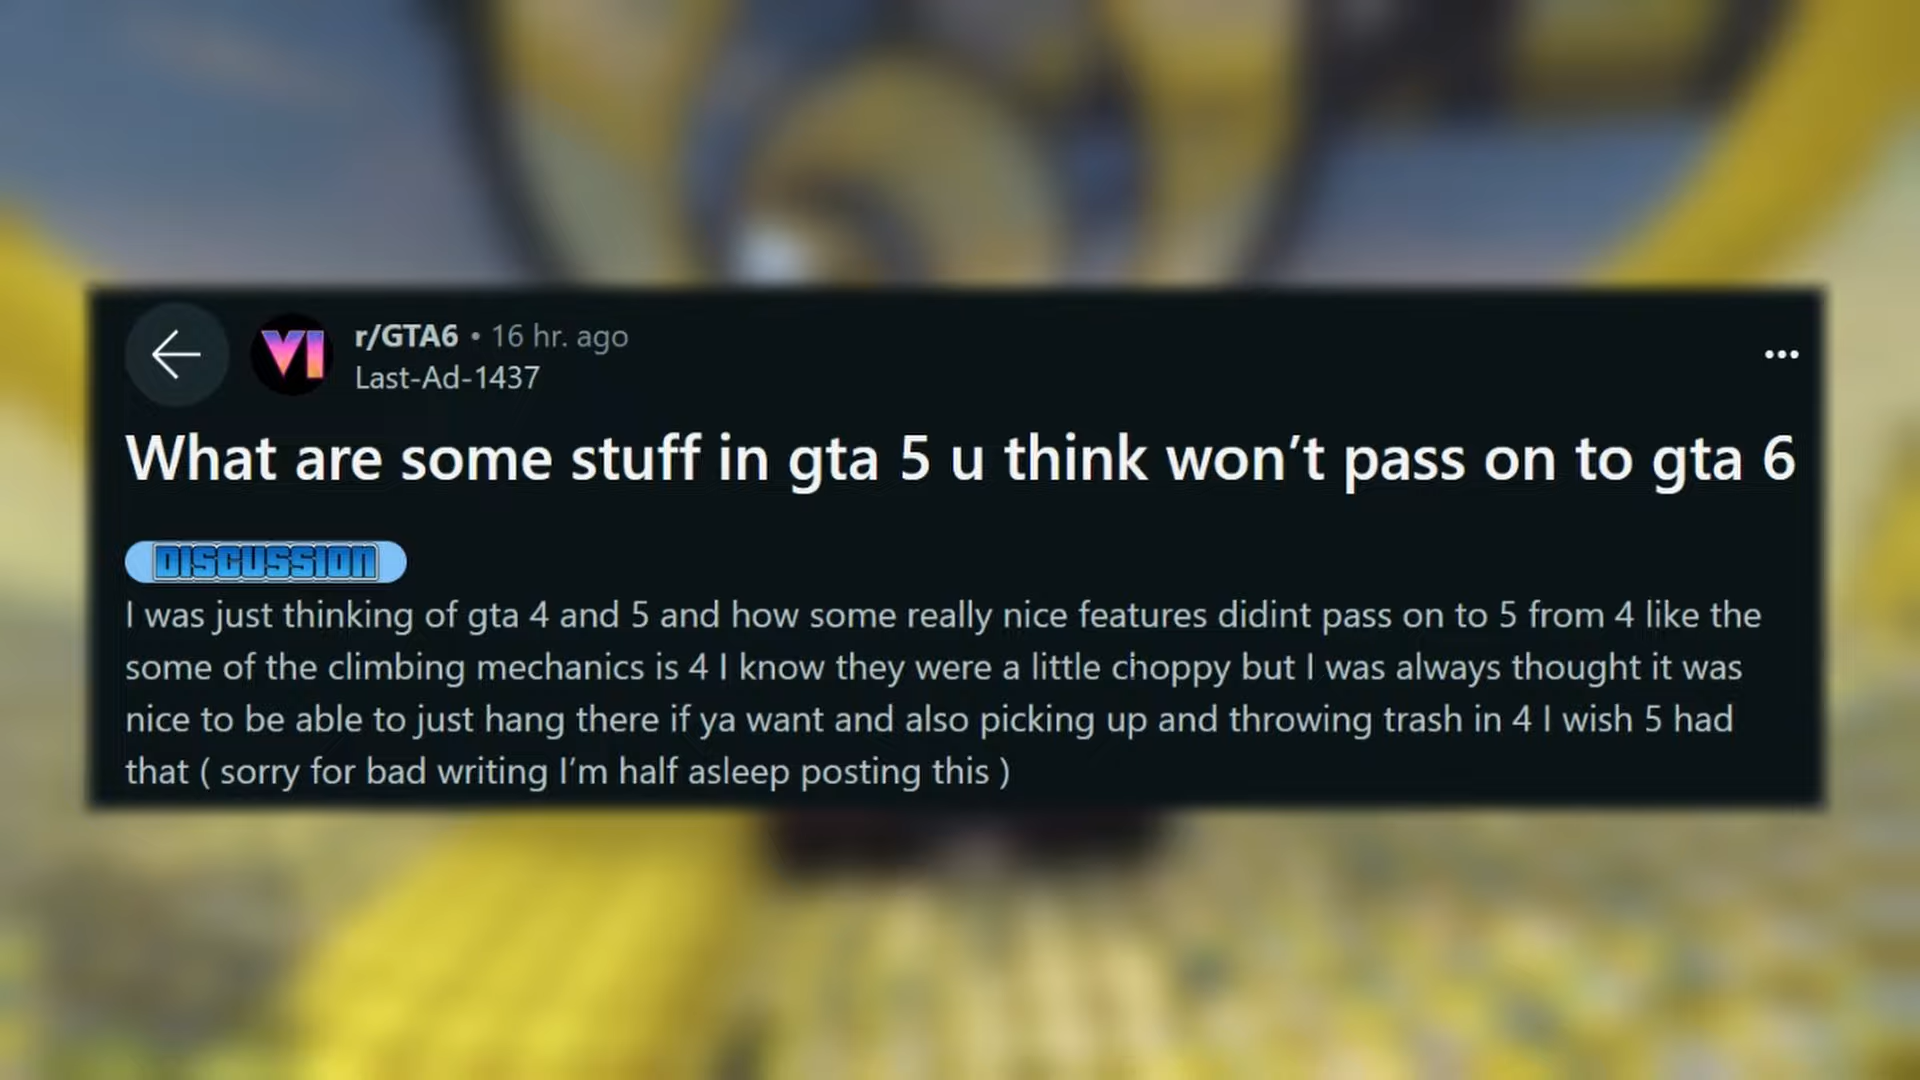 VI
r/GTA6 • 16 hr. ago
Last-Ad-1437
What are some stuff in gta 5 u think won’t pass on to gta 6
DISCUSSION
I was just thinking of gta 4 and 5 and how some really nice features didint pass on to 5 from 4 like the
some of the climbing mechanics is 4 I know they were a little choppy but I was always thought it was
nice to be able to just hang there if ya want and also picking up and throwing trash in 4 I wish 5 had
that ( sorry for bad writing I’m half asleep posting this )